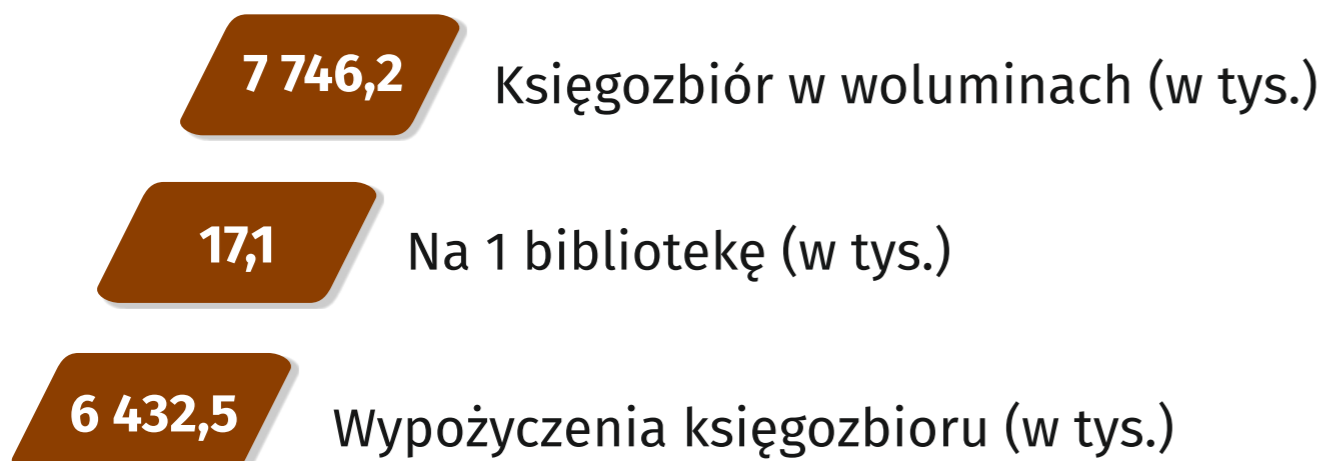 7 746,2 Księgozbiór w woluminach (w tys.)
17,1 Na 1 bibliotekę (w tys.)
6 432,5 Wypożyczenia księgozbioru (w tys.)